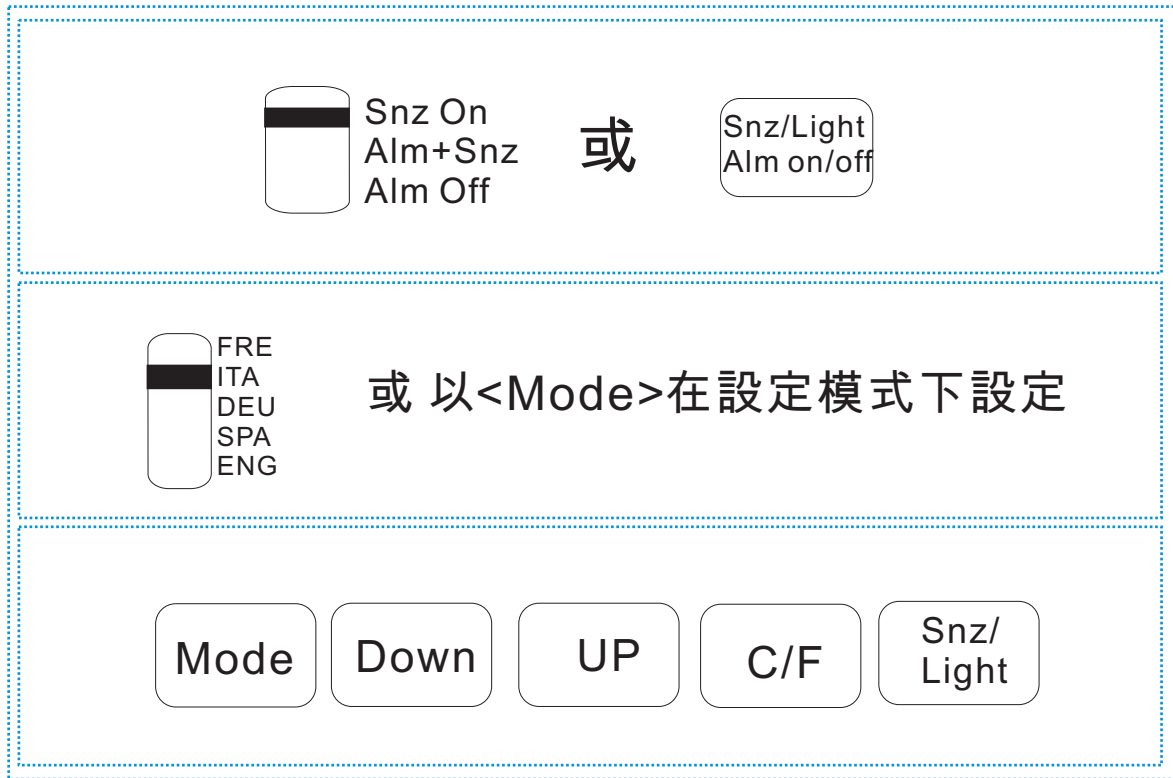 Snz On
Alm+Snz
Alm Off
或
Snz/Light
Alm on/off
FRE
ITA
DEU
SPA
ENG
或 以<Mode>在設定模式下設定
Mode
Down
UP
C/F
Snz/
Light